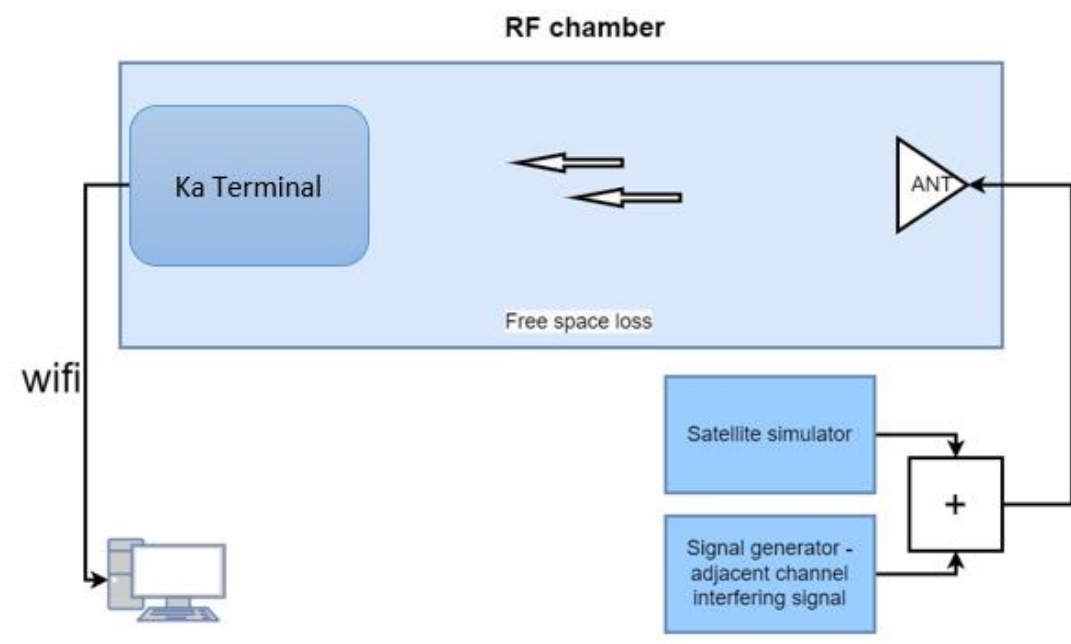 RF chamber
Ka Terminal
ANT
Free space loss
wifi
Satellite simulator
+
Signal generator -
adjacent channel
interfering signal